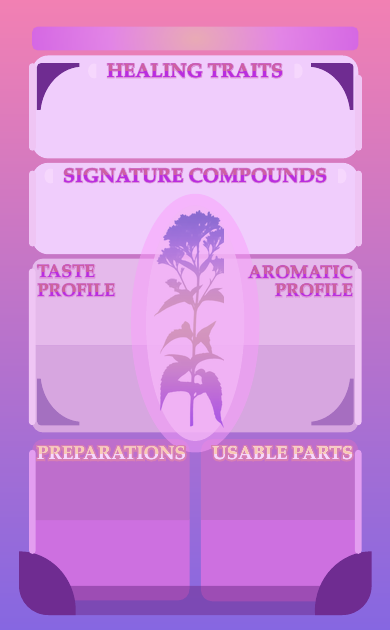 HEALING TRAITS
SIGNATURE COMPOUNDS
TASTE
PROFILE
AROMATIC
PROFILE
PREPARATIONS
USABLE PARTS